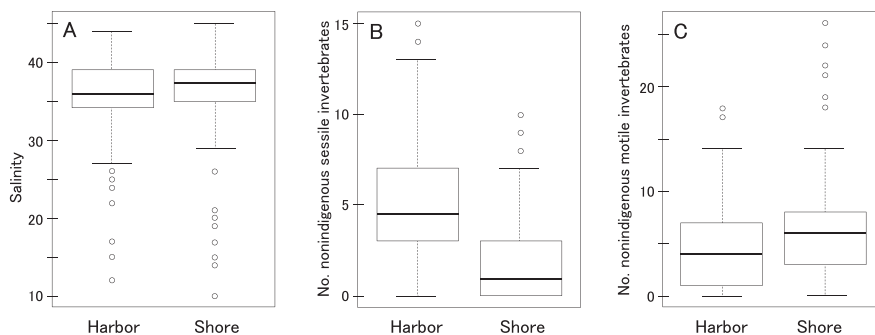 A
Salinity
40
30
20
10
Harbor Shore
B
No. nonindigenous sessile invertebrates
15
10
5
0
Harbor Shore
C
No. nonindigenous motile invertebrates
20
10
0
Harbor Shore